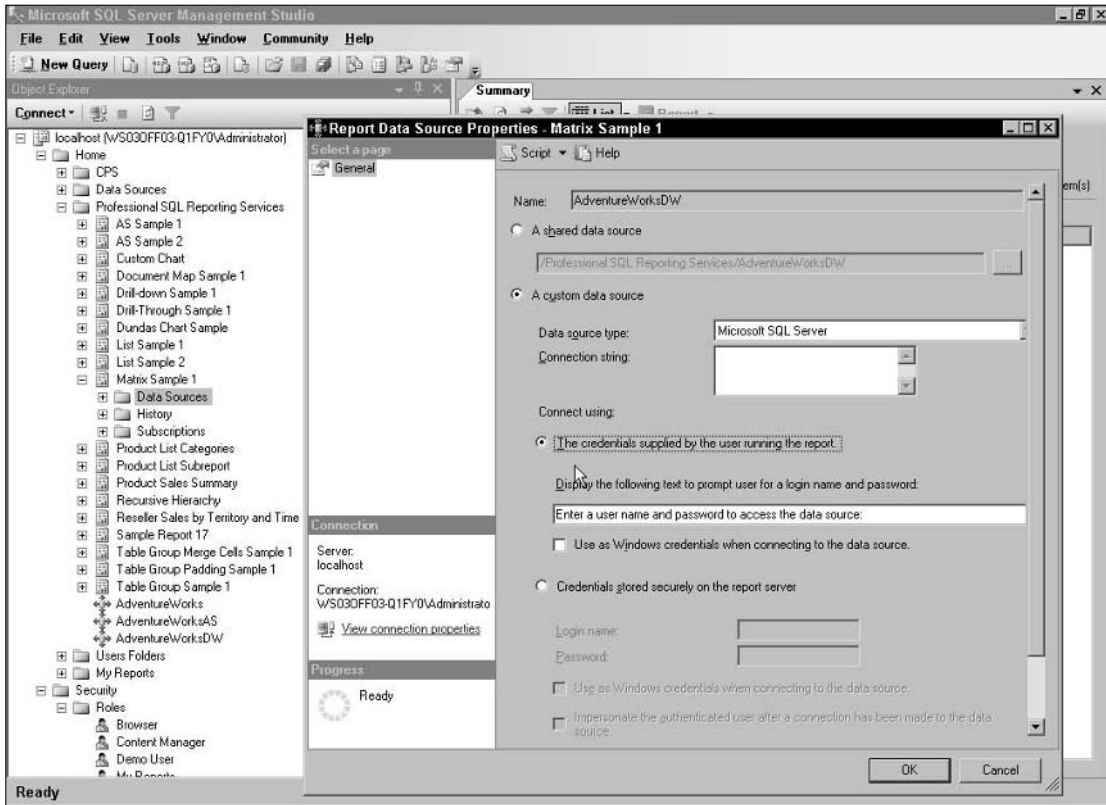 Microsoft SQL Server Management Studio
File Edit View Tools Window Community Help
New Query
Object Explorer
Connect
localhost (WS03OFF03-Q1FY0\Administrator)
Home
CPS
Data Sources
Professional SQL Reporting Services
AS Sample 1
AS Sample 2
Custom Chart
Document Map Sample 1
Drill-down Sample 1
Drill-Through Sample 1
Dundas Chart Sample
List Sample 1
List Sample 2
Matrix Sample 1
Data Sources
History
Subscriptions
Product List Categories
Product List Subreport
Product Sales Summary
Recursive Hierarchy
Reseller Sales by Territory and Time
Sample Report 17
Table Group Merge Cells Sample 1
Table Group Padding Sample 1
Table Group Sample 1
AdventureWorks
AdventureWorksAS
AdventureWorksDW
Users Folders
My Reports
Security
Roles
Browser
Content Manager
Demo User
My Reports
Ready
Summary
List Report
em(s)
Report Data Source Properties - Matrix Sample 1
Select a page
General
Connection
Server:
localhost
Connection:
WS03OFF03-Q1FY0\Administrato
View connection properties
Progress
Ready
Script Help
Name: AdventureWorksDW
A shared data source
/Professional SQL Reporting Services/AdventureWorksDW
...
A custom data source
Data source type: Microsoft SQL Server
Connection string:
Connect using:
The credentials supplied by the user running the report.
Display the following text to prompt user for a login name and password:
Enter a user name and password to access the data source:
Use as Windows credentials when connecting to the data source.
Credentials stored securely on the report server
Login name:
Password:
Use as Windows credentials when connecting to the data source.
Impersonate the authenticated user after a connection has been made to the data
source.
OK Cancel